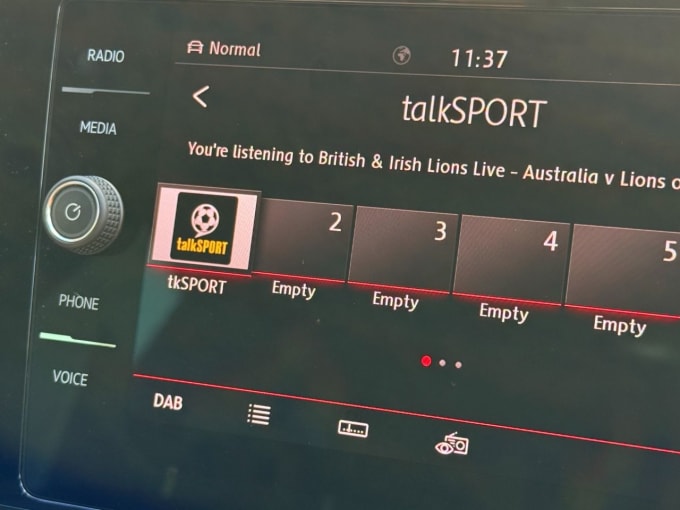 RADIO
Normal
11:37
MEDIA
talkSPORT
You're listening to British & Irish Lions Live - Australia v Lions
talkSPORT
2
3
4
5
tkSPORT
Empty
Empty
Empty
Empty
PHONE
VOICE
DAB